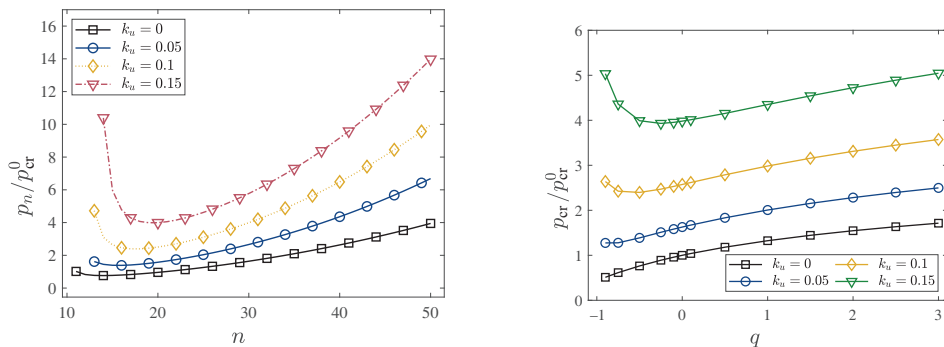 k_u = 0
k_u = 0.05
k_u = 0.1
k_u = 0.15
16
14
12
10
8
6
4
2
0
p_n/p^0_cr
10 20 30 40 50
n
6
5
4
3
2
1
0
p_cr/p^0_cr
k_u = 0 k_u = 0.1
k_u = 0.05 k_u = 0.15
−1 0 1 2 3
q